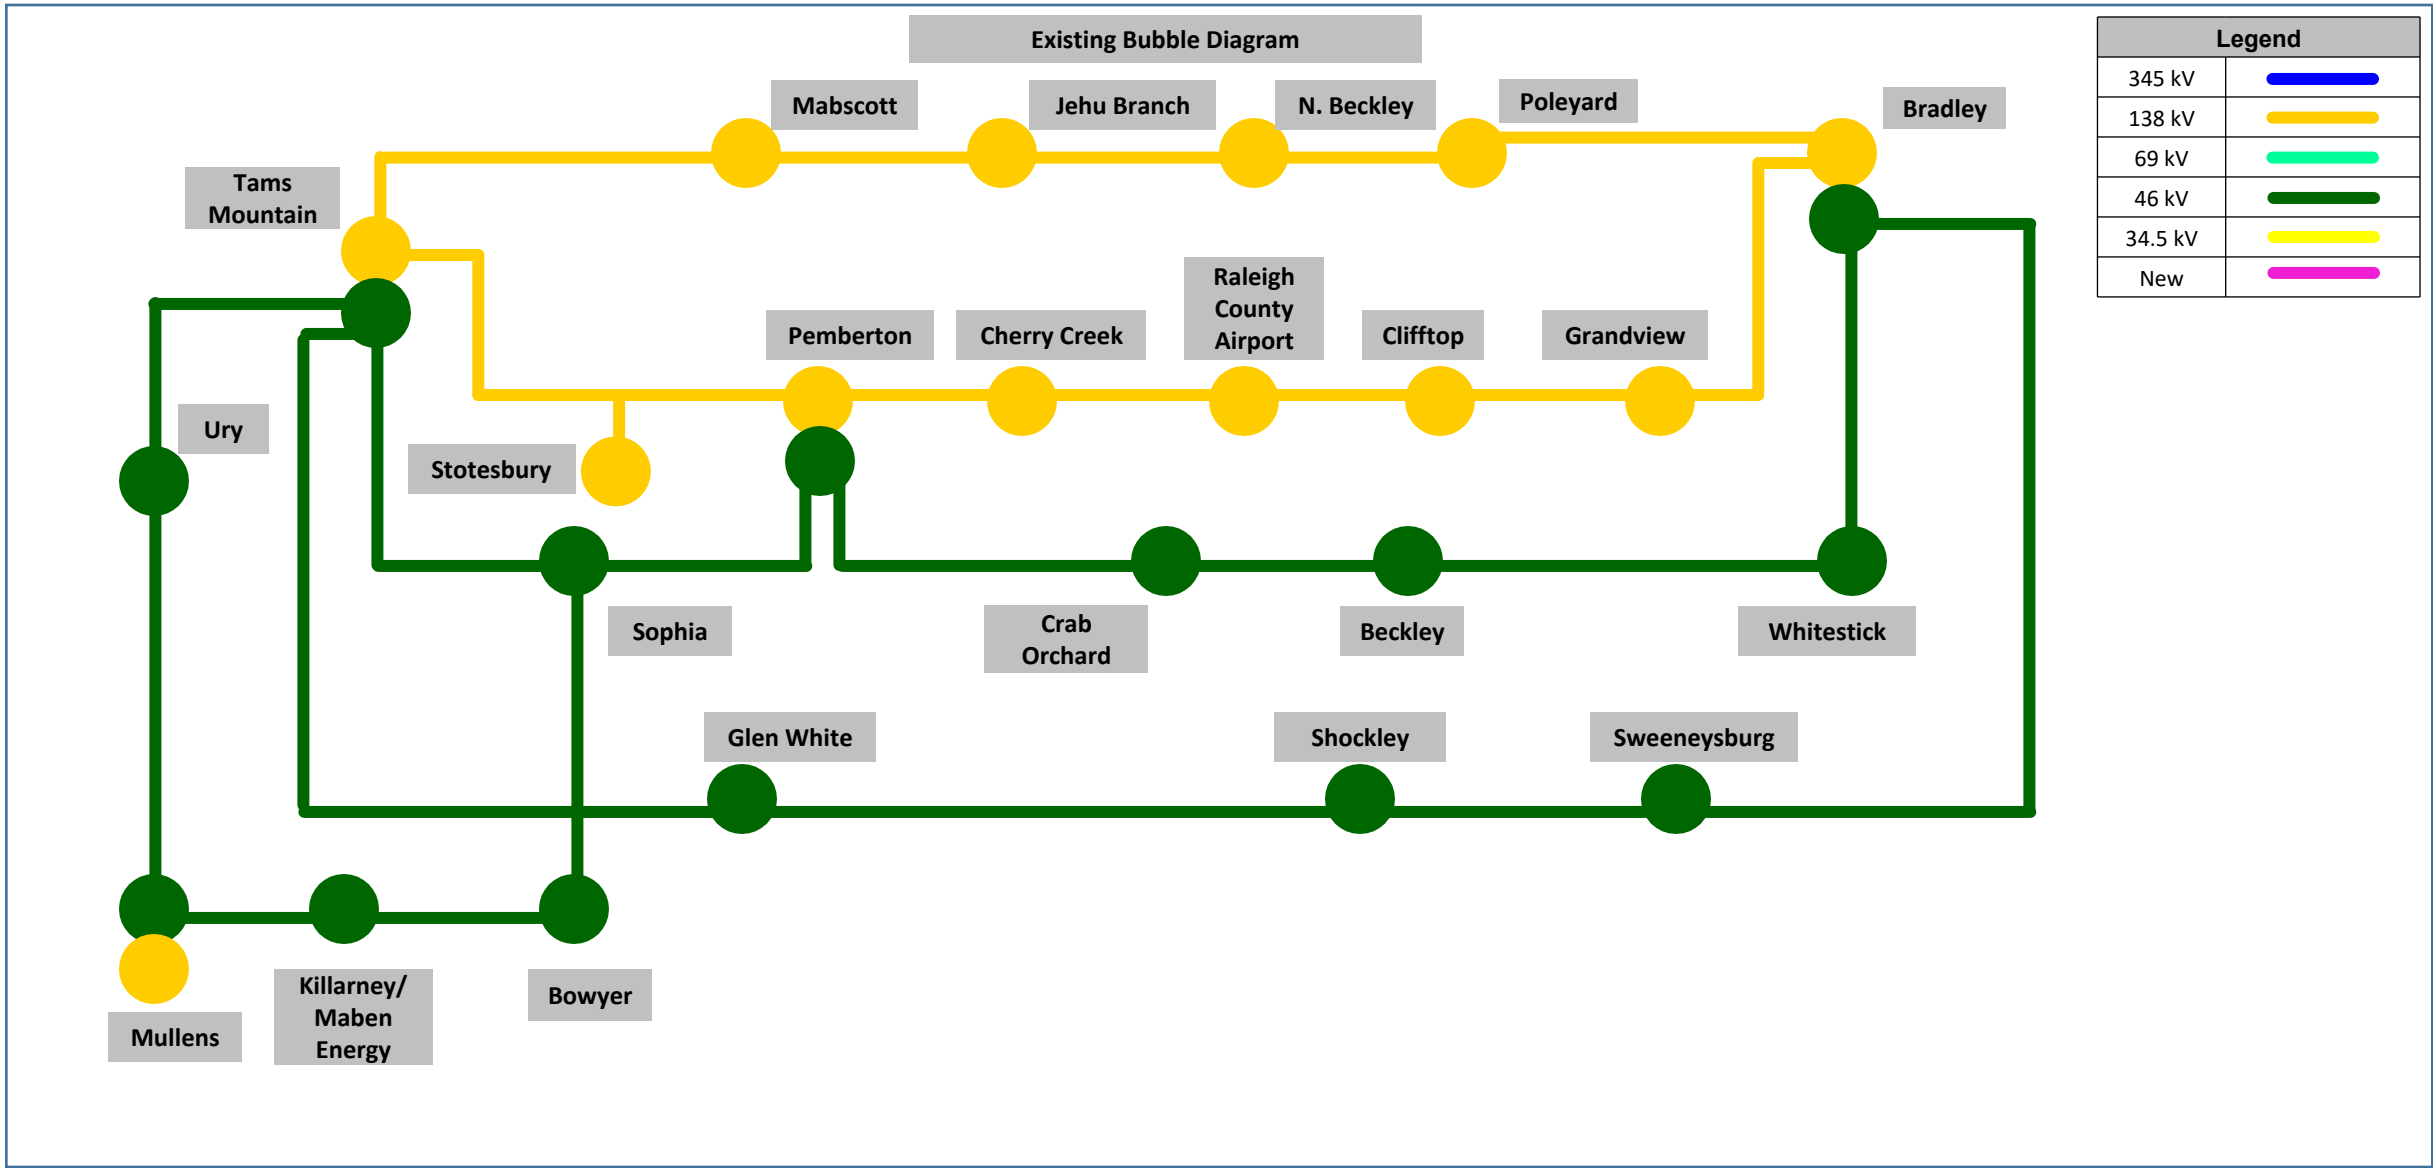 Existing Bubble Diagram
Legend
345 kV
138 kV
69 kV
46 kV
34.5 kV
New
Mabscott
Jehu Branch
N. Beckley
Poleyard
Bradley
Tams
Mountain
Pemberton
Cherry Creek
Raleigh
County
Airport
Clifftop
Grandview
Ury
Stotesbury
Sophia
Crab
Orchard
Beckley
Whitestick
Glen White
Shockley
Sweeneysburg
Mullens
Killarney/
Maben
Energy
Bowyer